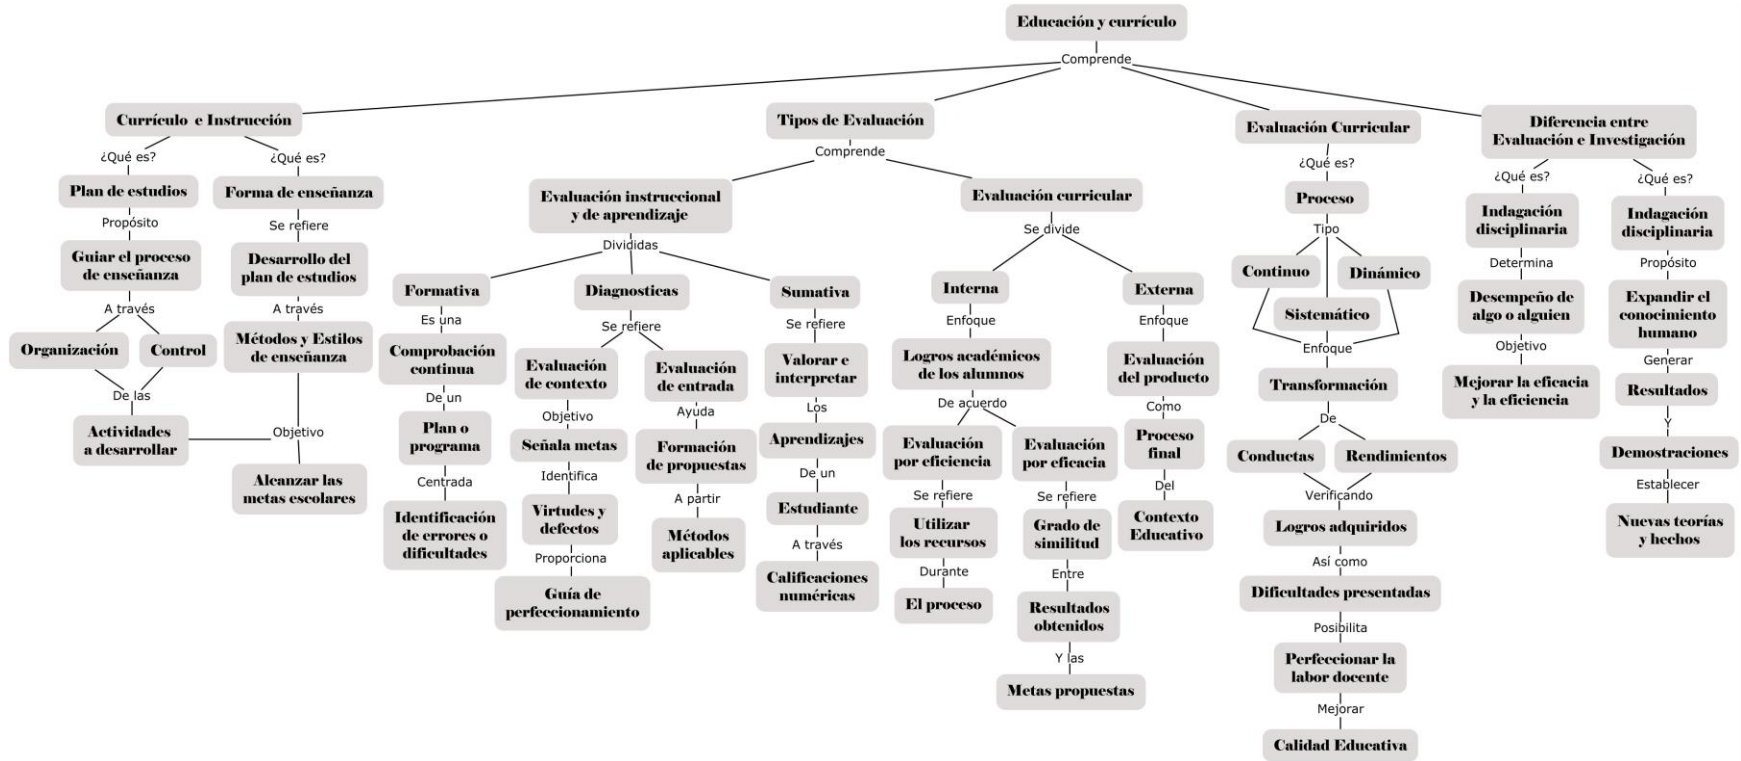 Educación y currículo
Comprende
Currículo e Instrucción
¿Qué es?
¿Qué es?
Plan de estudios
Forma de enseñanza
Propósito
Se refiere
Guiar el proceso
de enseñanza
Desarrollo del
plan de estudios
A través
A través
Organización
Control
Métodos y Estilos
de enseñanza
De las
Actividades
a desarrollar
Objetivo
Alcanzar las
metas escolares
Tipos de Evaluación
Comprende
Evaluación instruccional
y de aprendizaje
Divididas
Formativa
Es una
Comprobación
continua
De un
Plan o
programa
Centrada
Identificación
de errores o
dificultades
Diagnosticas
Se refiere
Evaluación
de contexto
Objetivo
Señala metas
Identifica
Virtudes y
defectos
Proporciona
Guía de
perfeccionamiento
Evaluación
de entrada
Ayuda
Formación
de propuestas
A partir
Métodos
aplicables
Sumativa
Se refiere
Valorar e
interpretar
Los
Aprendizajes
De un
Estudiante
A través
Calificaciones
numéricas
Evaluación curricular
Se divide
Interna
Enfoque
Logros académicos
de los alumnos
De acuerdo
Evaluación
por eficiencia
Se refiere
Utilizar
los recursos
Durante
El proceso
Evaluación
por eficacia
Se refiere
Grado de
similitud
Entre
Resultados
obtenidos
Y las
Metas propuestas
Externa
Enfoque
Evaluación
del producto
Como
Proceso
final
Del
Contexto
Educativo
Evaluación Curricular
¿Qué es?
Proceso
Tipo
Continuo
Dinámico
Sistemático
Enfoque
Transformación
De
Conductas
Rendimientos
Verificando
Logros adquiridos
Así como
Dificultades presentadas
Posibilita
Perfeccionar la
labor docente
Mejorar
Calidad Educativa
Diferencia entre
Evaluación e Investigación
¿Qué es?
Indagación
disciplinaria
Determina
Desempeño de
algo o alguien
Objetivo
Mejorar la eficacia
y la eficiencia
¿Qué es?
Indagación
disciplinaria
Propósito
Expandir el
conocimiento
humano
Generar
Resultados
Y
Demostraciones
Establecer
Nuevas teorías
y hechos